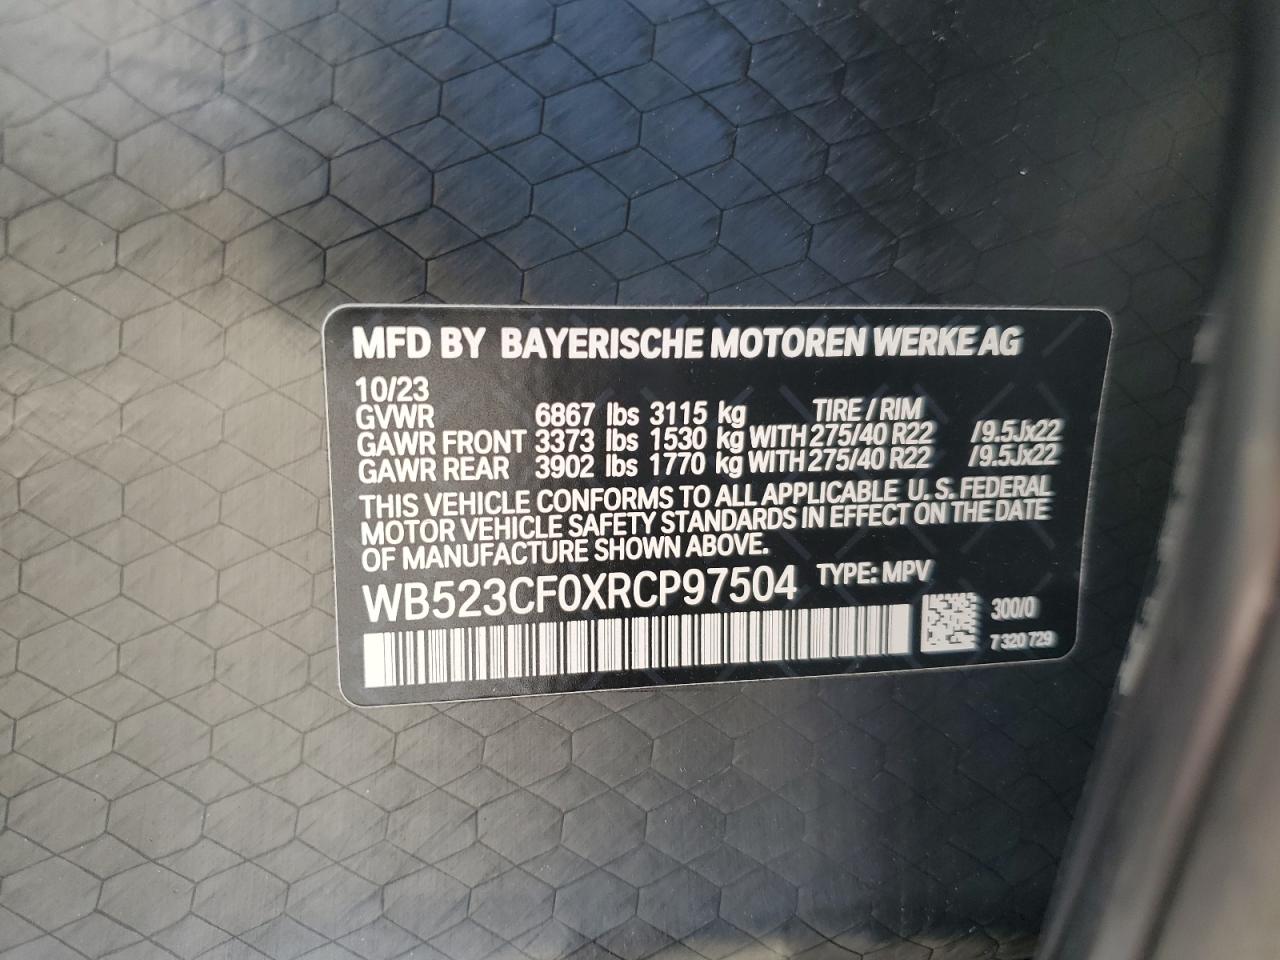 MFD BY BAYERISCHE MOTOREN WERKE AG
10/23
GVWR 6867 lbs 3115 kg TIRE / RIM
GAWR FRONT 3373 lbs 1530 kg WITH 275/40 R22 /9.5Jx22
GAWR REAR 3902 lbs 1770 kg WITH 275/40 R22 /9.5Jx22
THIS VEHICLE CONFORMS TO ALL APPLICABLE U. S. FEDERAL
MOTOR VEHICLE SAFETY STANDARDS IN EFFECT ON THE DATE
OF MANUFACTURE SHOWN ABOVE.
WB523CF0XRCP97504 TYPE: MPV
300/0
7 320 729